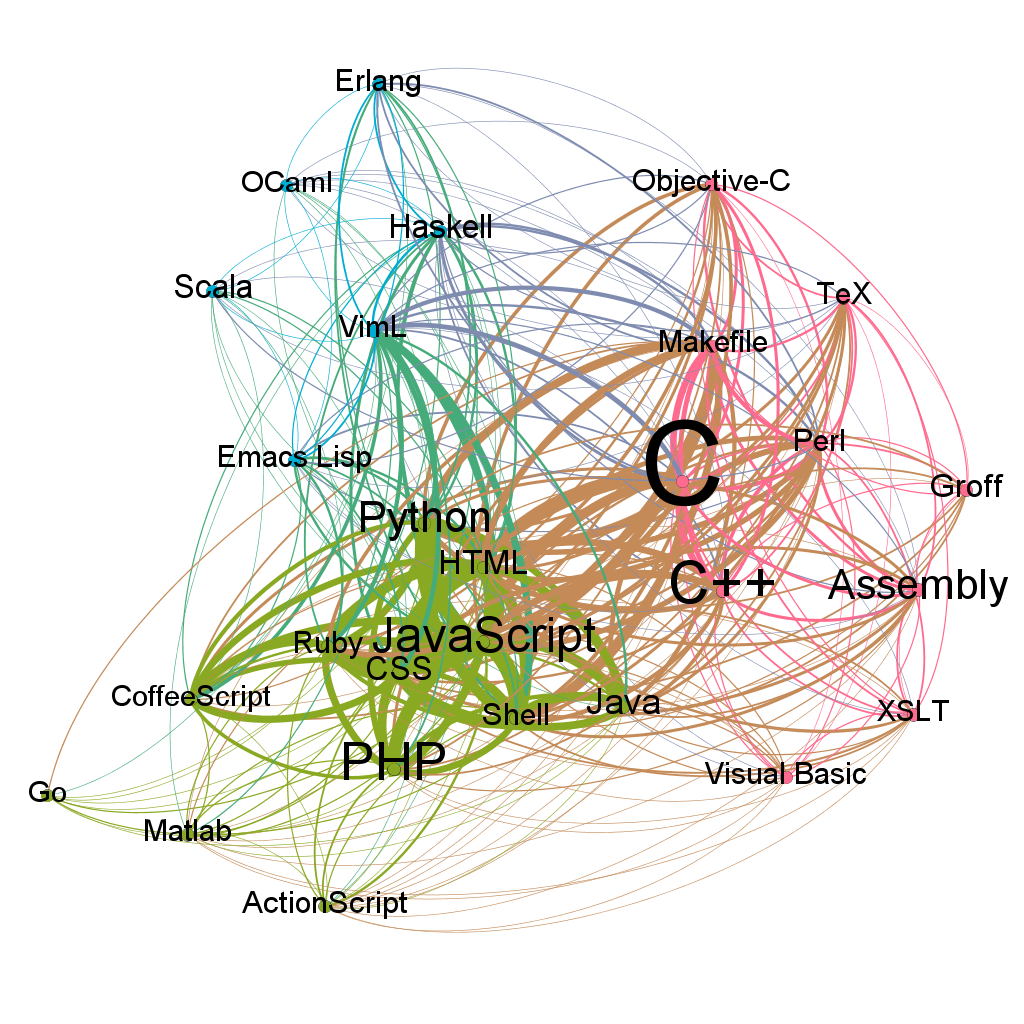 Erlang
OCaml
Objective-C
Haskell
Scala
TeX
VimL
Makefile
C
Perl
Emacs Lisp
Groff
Python
HTML
C++
Assembly
Ruby
JavaScript
CSS
CoffeeScript
Shell
Java
XSLT
PHP
Visual Basic
Go
Matlab
ActionScript